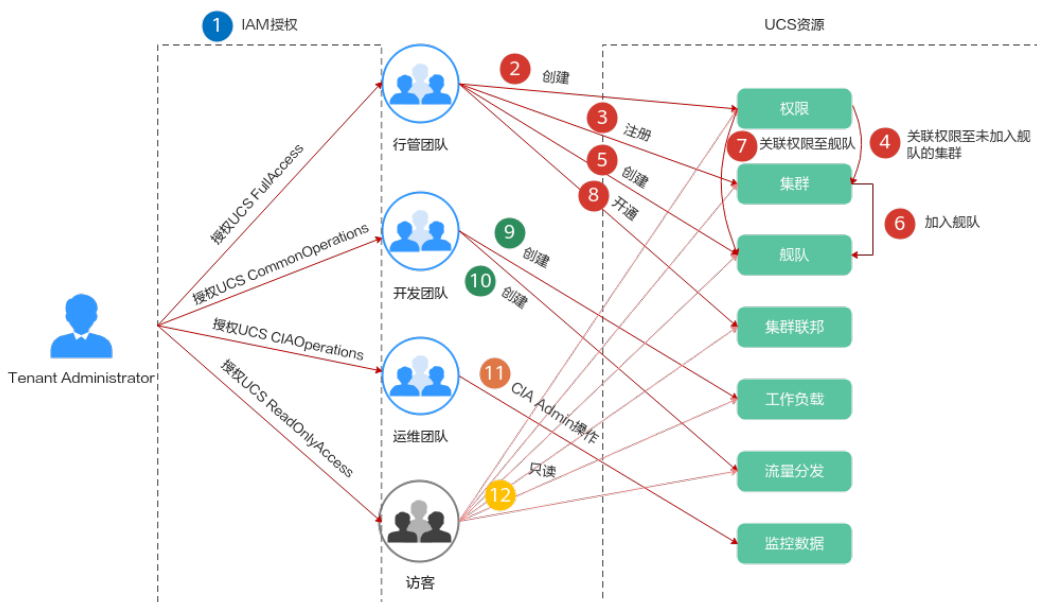 1
IAM授权
UCS资源
2
创建
权限
3
注册
7
关联权限至舰队
4
关联权限至未加入舰
队的集群
行管团队
5
创建
集群
8
开通
授权UCS FullAccess
6
加入舰队
9
创建
舰队
授权UCS CommonOperations
10
创建
开发团队
集群联邦
授权UCS CIAOperations
Tenant Administrator
11
CIA Admin操作
工作负载
授权UCS ReadOnlyAccess
运维团队
只读
流量分发
12
监控数据
访客